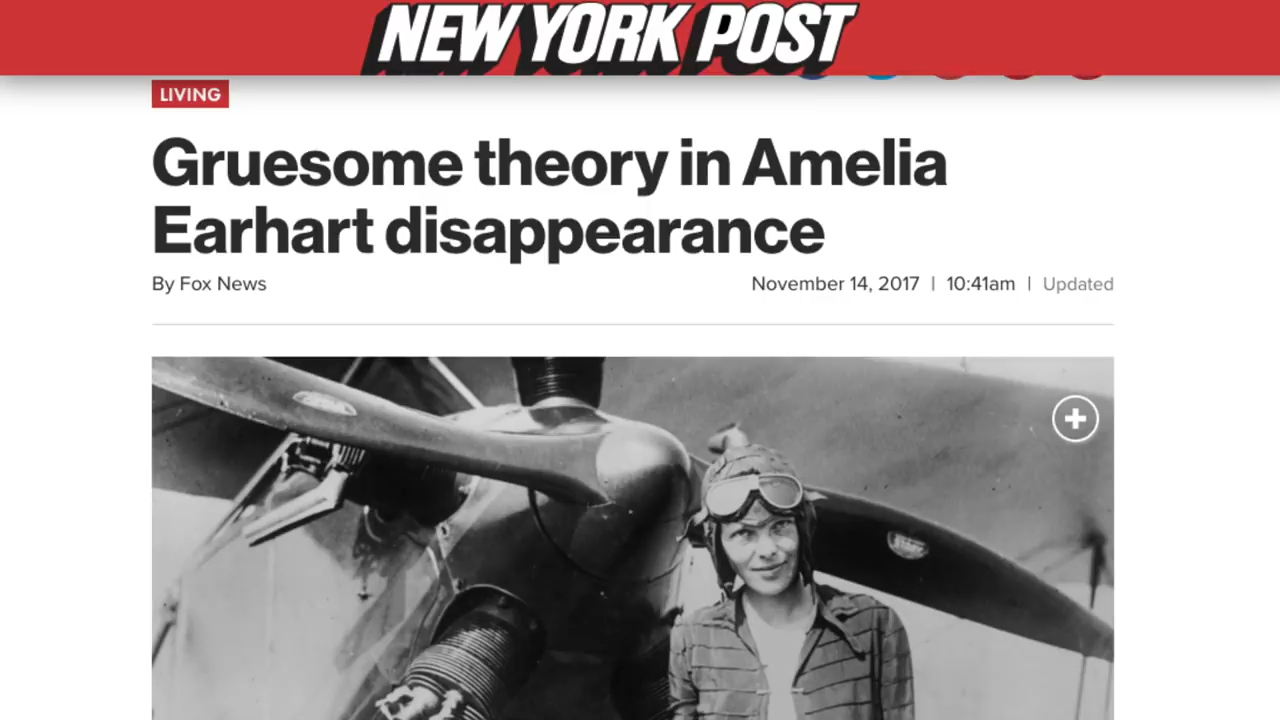 NEW YORK POST
LIVING
Gruesome theory in Amelia
Earhart disappearance
By Fox News
November 14, 2017 | 10:41am | Updated